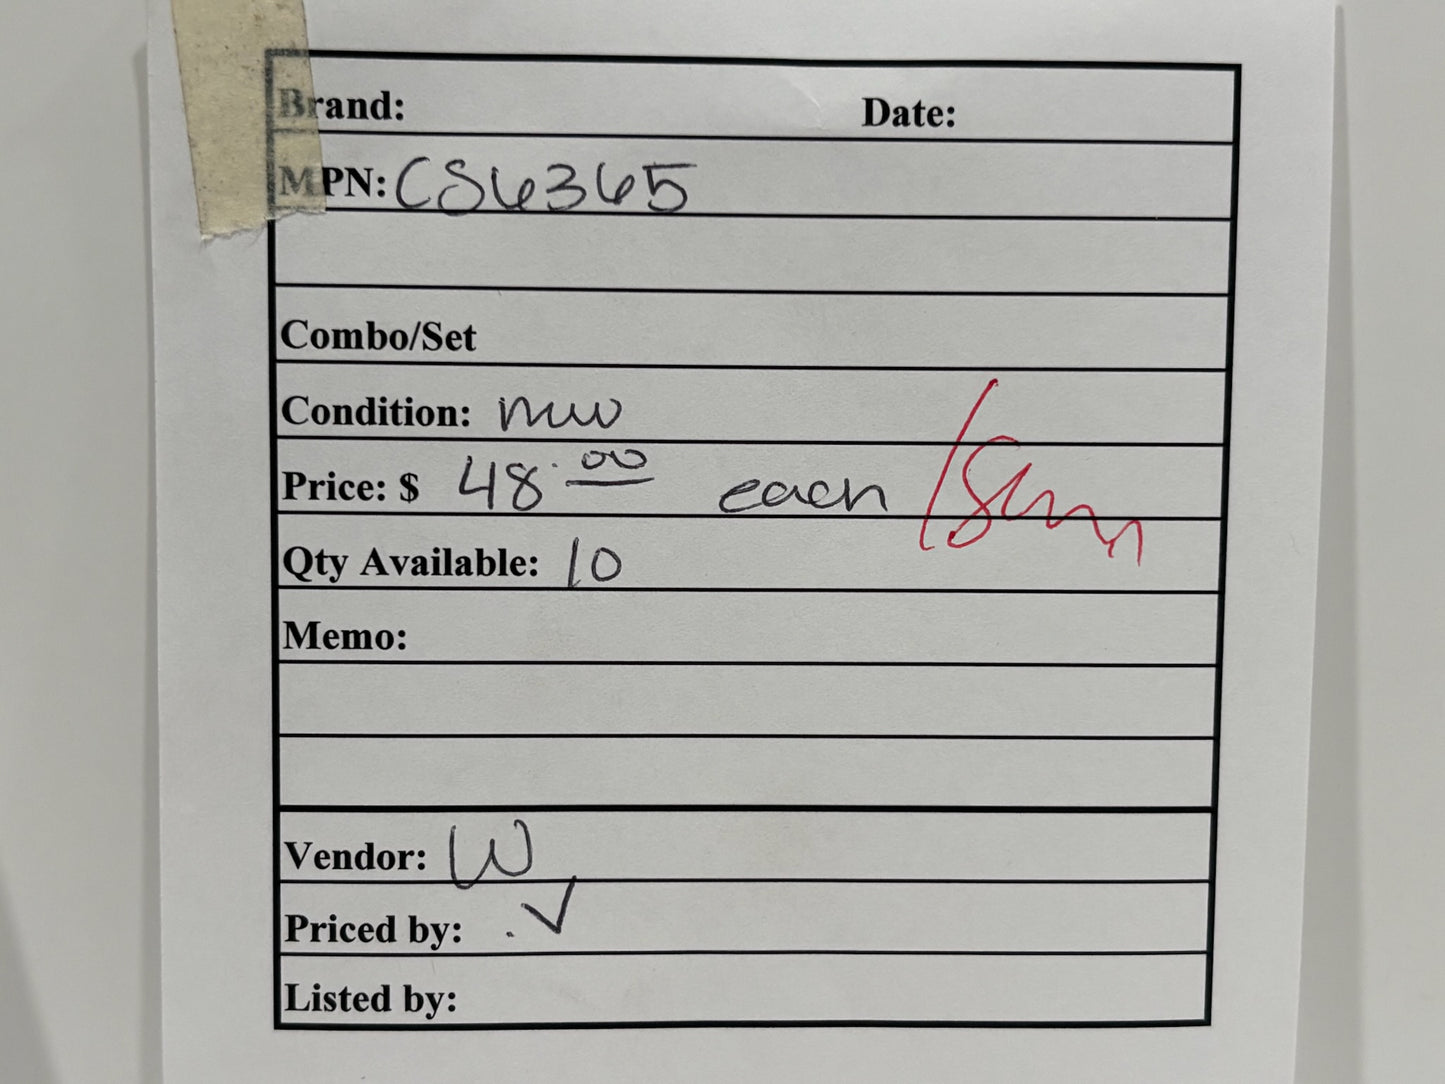 Brand: Date:
MPN: CS6365
Combo/Set
Condition: new
Price: $ 48.00 each
Qty Available: 10
Memo:
Vendor: W
Priced by: . ✓
Listed by: